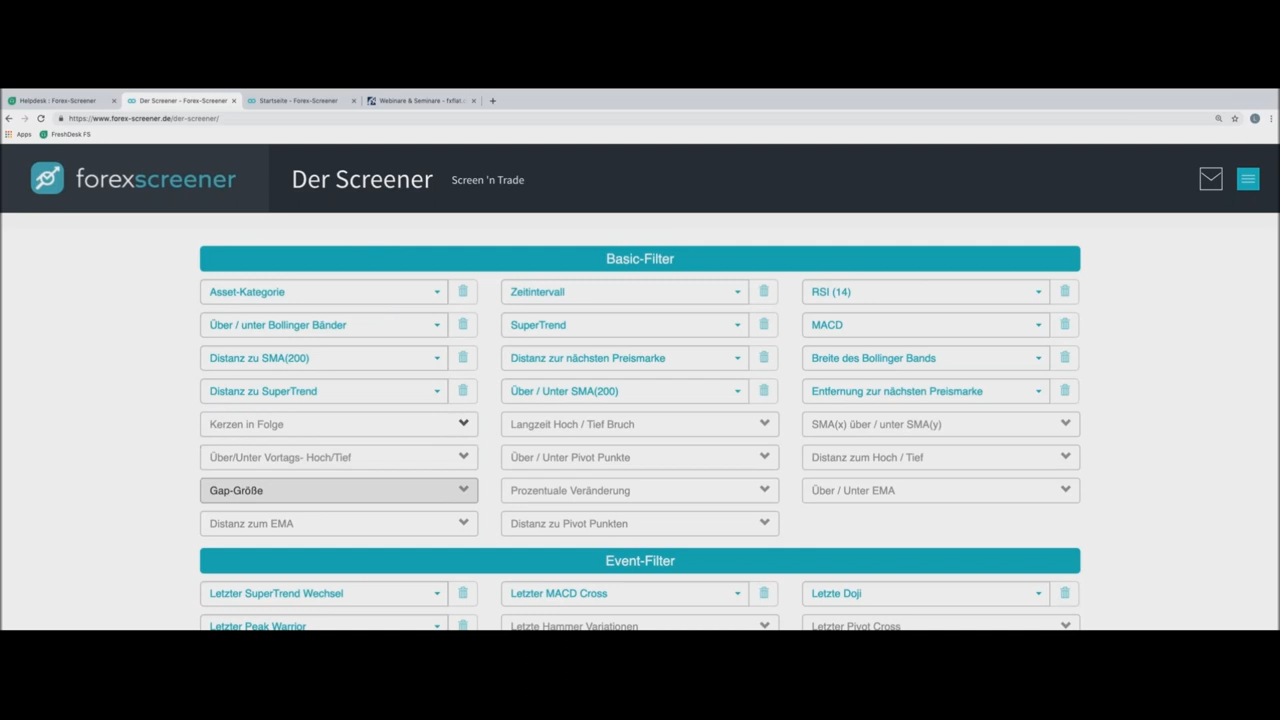 Helpdesk : Forex-Screener
Der Screener - Forex-Screener
Startseite - Forex-Screener
Webinare & Seminare - fxflat.
https://www.forex-screener.de/der-screener/
Apps FreshDesk FS
forexscreener
Der Screener
Screen 'n Trade
Basic-Filter
Asset-Kategorie
Zeitintervall
RSI (14)
Über / unter Bollinger Bänder
SuperTrend
MACD
Distanz zu SMA(200)
Distanz zur nächsten Preismarke
Breite des Bollinger Bands
Distanz zu SuperTrend
Über / Unter SMA(200)
Entfernung zur nächsten Preismarke
Kerzen in Folge
Langzeit Hoch / Tief Bruch
SMA(x) über / unter SMA(y)
Über/Unter Vortags- Hoch/Tief
Über / Unter Pivot Punkte
Distanz zum Hoch / Tief
Gap-Größe
Prozentuale Veränderung
Über / Unter EMA
Distanz zum EMA
Distanz zu Pivot Punkten
Event-Filter
Letzter SuperTrend Wechsel
Letzter MACD Cross
Letzte Doji
Letzter Peak Warrior
Letzte Hammer Variationen
Letzter Pivot Cross